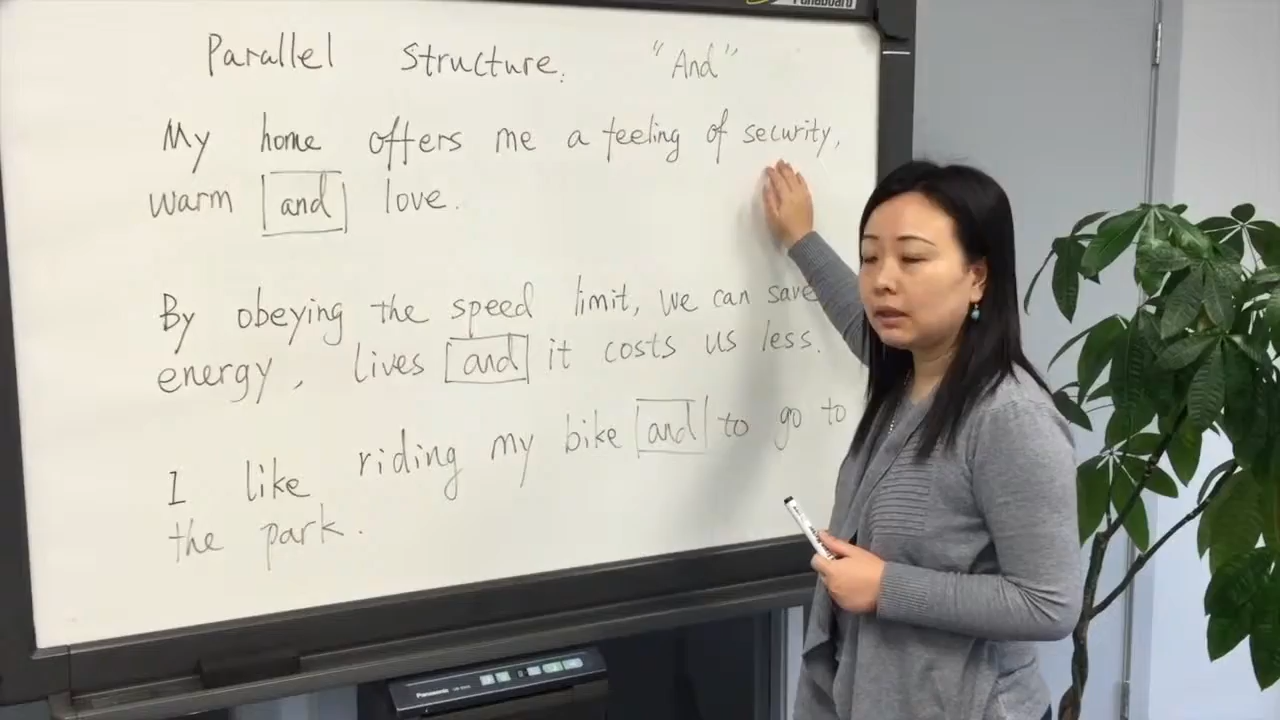 Panaboard
Parallel Structure. "And"
My home offers me a feeling of security,
warm and love.
By obeying the speed limit, we can save
energy, lives and it costs us less.
I like riding my bike and to go to
the park.
Panasonic